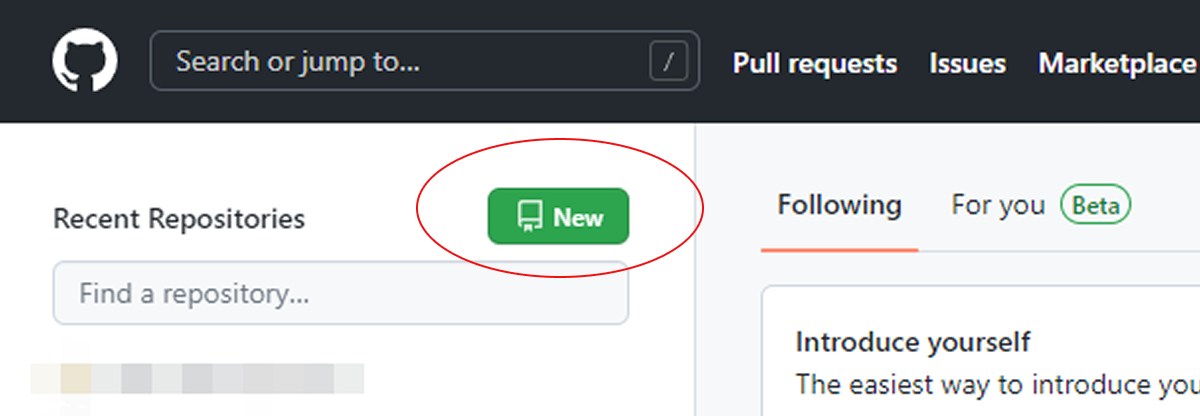 Search or jump to... /
Pull requests Issues Marketplace
Recent Repositories
New
Find a repository...
Following For you Beta
Introduce yourself
The easiest way to introduce you